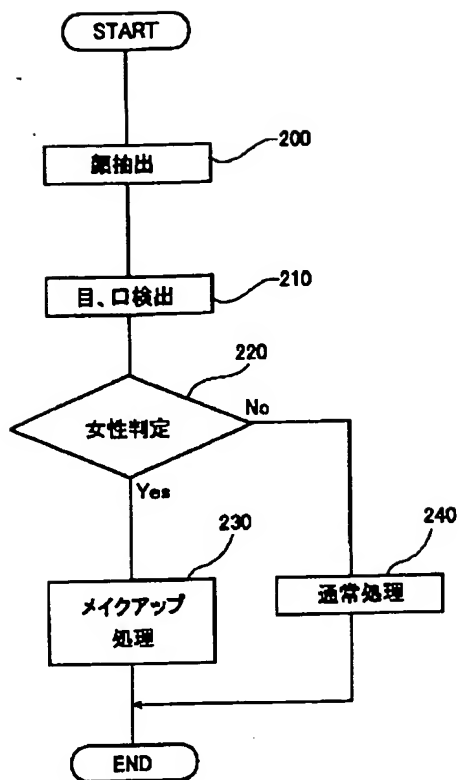 START
200
顔抽出
210
目、口検出
220
女性判定
No
Yes
230
240
メイクアップ
処理
通常処理
END